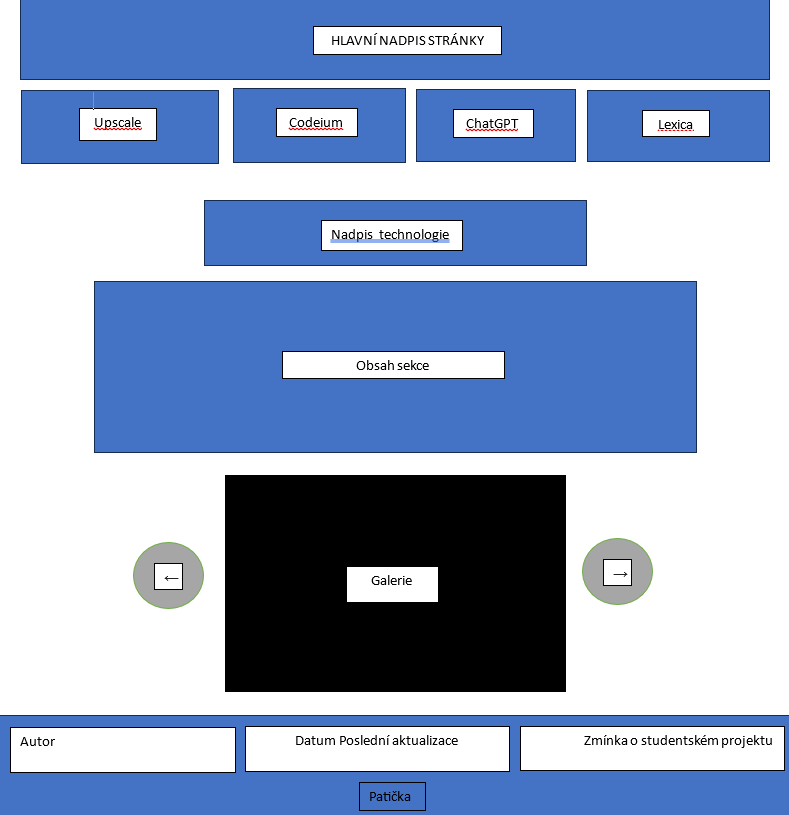 HLAVNÍ NADPIS STRÁNKY
Upscale
Codeium
ChatGPT
Lexica
Nadpis technologie
Obsah sekce
←
Galerie
→
Autor
Datum Poslední aktualizace
Zmínka o studentském projektu
Patička